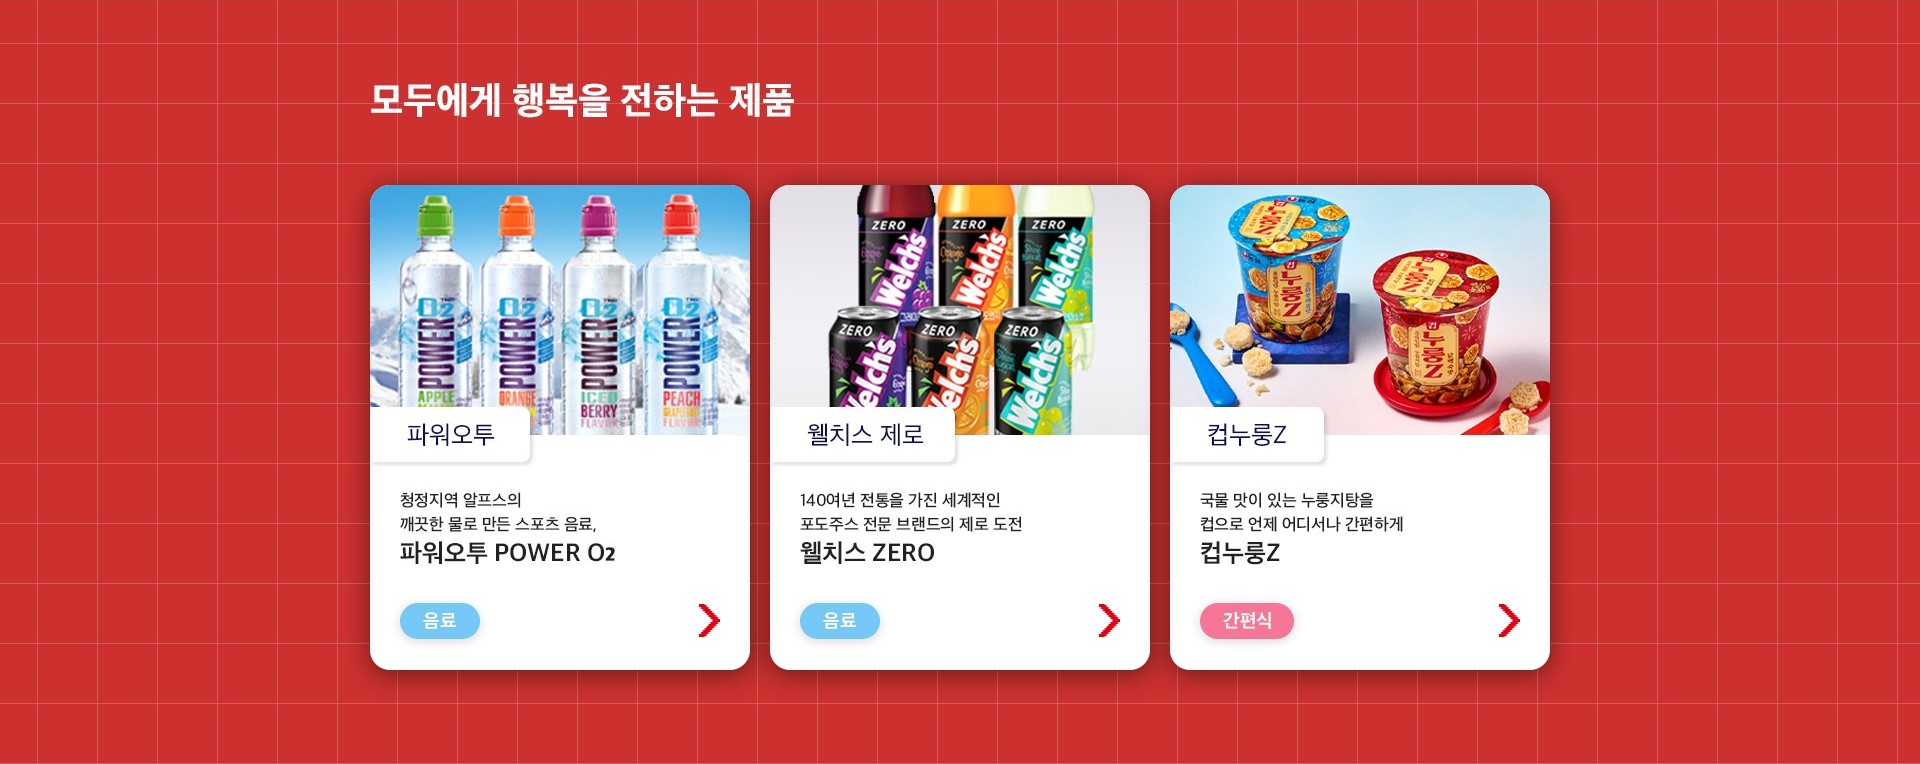 모두에게 행복을 전하는 제품
POWER O2
APPLE
POWER O2
ORANGE
POWER O2
ICED
BERRY
FLAVOR
POWER O2
PEACH
GRAPEFRUIT
FLAVOR
파워오투
청정지역 알프스의
깨끗한 물로 만든 스포츠 음료,
파워오투 POWER O2
음료
ZERO
Welch's
ZERO
Welch's
ZERO
Welch's
ZERO
Welch's
ZERO
Welch's
ZERO
Welch's
웰치스 제로
140여년 전통을 가진 세계적인
포도주스 전문 브랜드의 제로 도전
웰치스 ZERO
음료
컵
누룽Z
컵
누룽Z
컵누룽Z
국물 맛이 있는 누룽지탕을
컵으로 언제 어디서나 간편하게
컵누룽Z
간편식